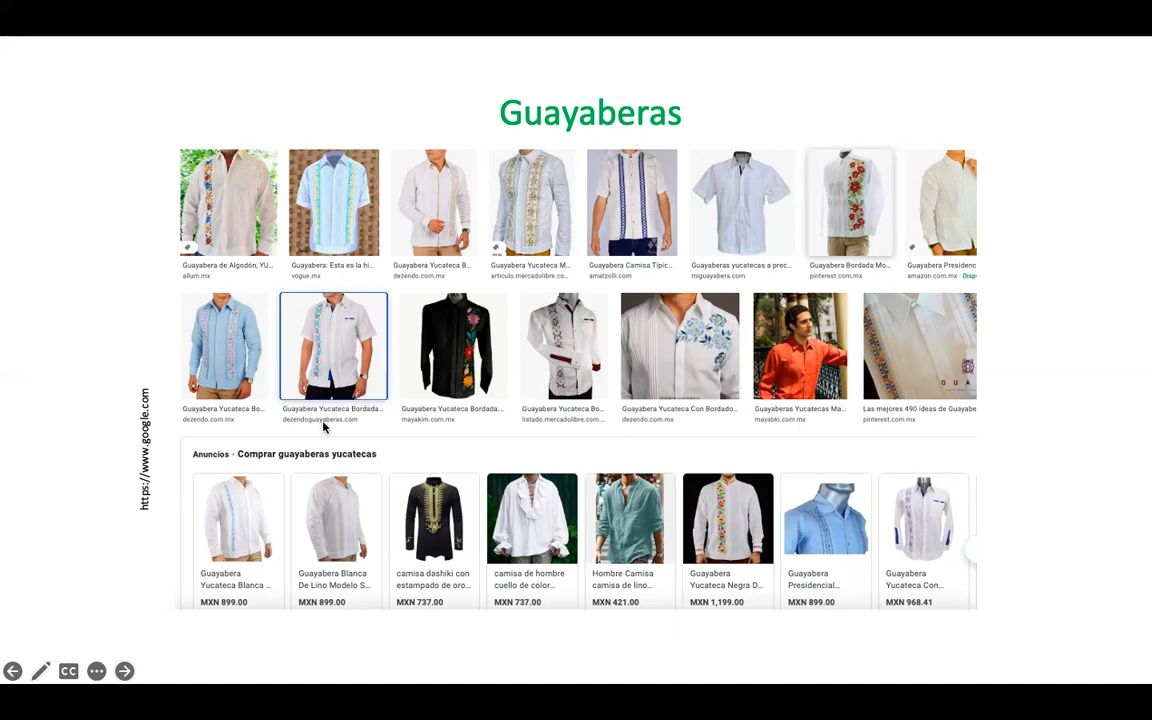 Guayaberas
Guayabera de Algodón, YU...
allum.mx
Guayabera: Esta es la hi...
vogue.mx
Guayabera Yucateca B...
dezendo.com.mx
Guayabera Yucateca M...
articulo.mercadolibre.co...
Guayabera Camisa Típic...
amatzolli.com
Guayaberas yucatecas a prec...
miguayabera.com
Guayabera Bordada Mo...
pinterest.com.mx
Guayabera Presidenc
amazon.com.mx · Disp
Guayabera Yucateca Bo...
dezendo.com.mx
Guayabera Yucateca Bordada...
dezendoguayaberas.com
Guayabera Yucateca Bordada...
mayakim.com.mx
Guayabera Yucateca Bo...
listado.mercadolibre.com...
Guayabera Yucateca Con Bordado...
dezendo.com.mx
Guayaberas Yucatecas Ma...
mayabki.com.mx
G U A
Las mejores 490 ideas de Guayabe
pinterest.com.mx
https://www.google.com
Anuncios · Comprar guayaberas yucatecas
Guayabera
Yucateca Blanca ...
MXN 899.00
Guayabera Blanca
De Lino Modelo S...
MXN 899.00
camisa dashiki con
estampado de oro...
MXN 737.00
camisa de hombre
cuello de color...
MXN 737.00
Hombre Camisa
camisa de lino...
MXN 421.00
Guayabera
Yucateca Negra D...
MXN 1,199.00
Guayabera
Presidencial...
MXN 899.00
Guayabera
Yucateca Con...
MXN 968.41
CC